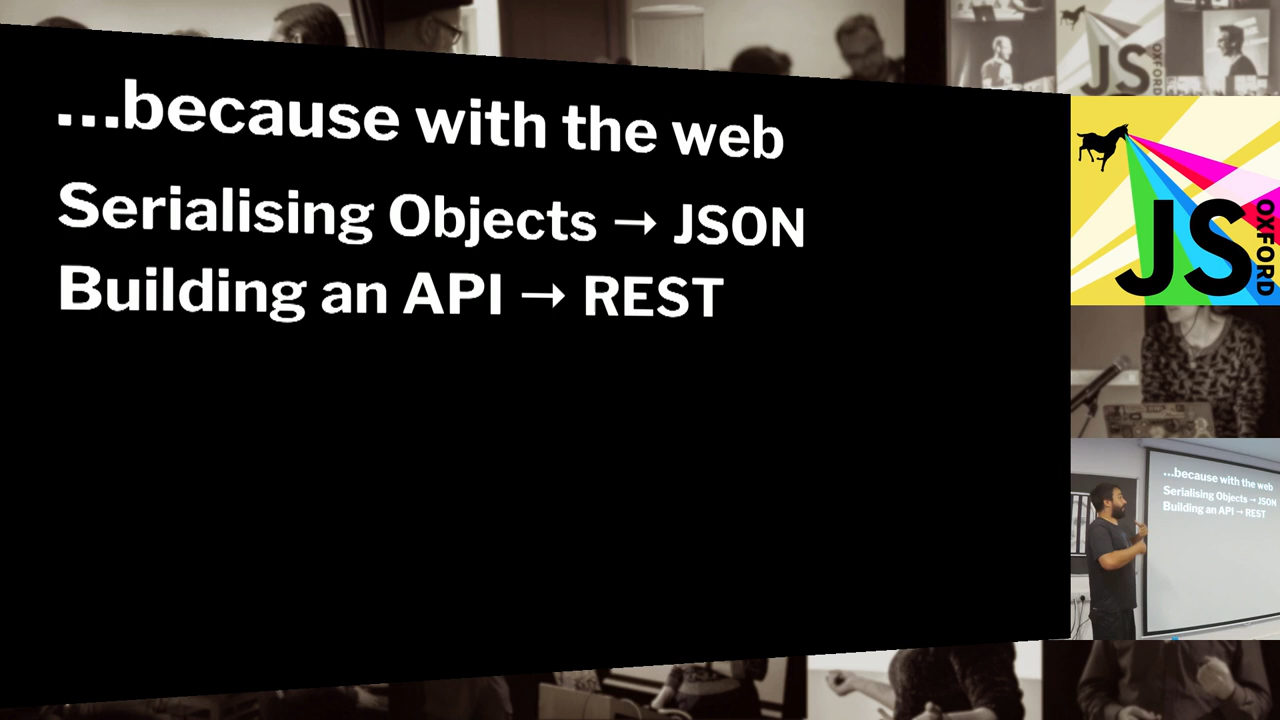 ...because with the web
Serialising Objects → JSON
Building an API → REST
JS
OXFORD
JS
OXFORD
...because with the web
Serialising Objects → JSON
Building an API → REST